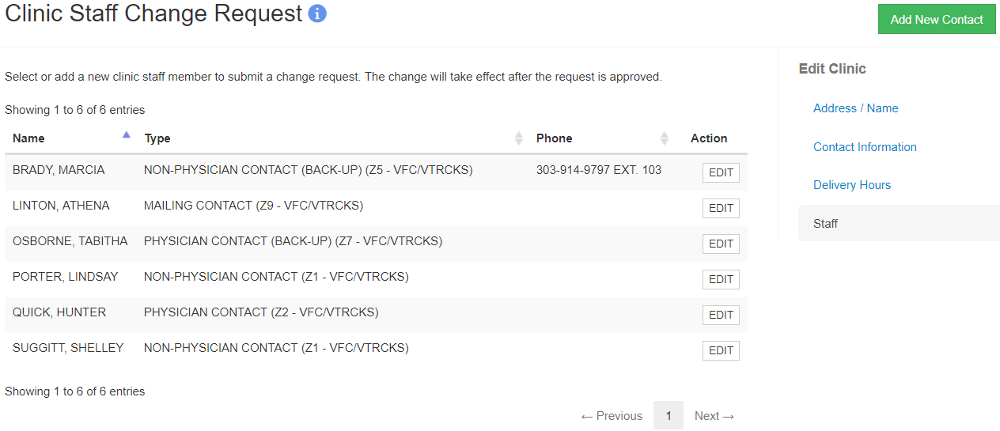 Clinic Staff Change Request
Add New Contact
Select or add a new clinic staff member to submit a change request. The change will take effect after the request is approved.
Showing 1 to 6 of 6 entries
Name Type Phone Action
BRADY, MARCIA NON-PHYSICIAN CONTACT (BACK-UP) (Z5 - VFC/VTRCKS) 303-914-9797 EXT. 103 EDIT
LINTON, ATHENA MAILING CONTACT (Z9 - VFC/VTRCKS) EDIT
OSBORNE, TABITHA PHYSICIAN CONTACT (BACK-UP) (Z7 - VFC/VTRCKS) EDIT
PORTER, LINDSAY NON-PHYSICIAN CONTACT (Z1 - VFC/VTRCKS) EDIT
QUICK, HUNTER PHYSICIAN CONTACT (Z2 - VFC/VTRCKS) EDIT
SUGGITT, SHELLEY NON-PHYSICIAN CONTACT (Z1 - VFC/VTRCKS) EDIT
Showing 1 to 6 of 6 entries
← Previous 1 Next →
Edit Clinic
Address / Name
Contact Information
Delivery Hours
Staff